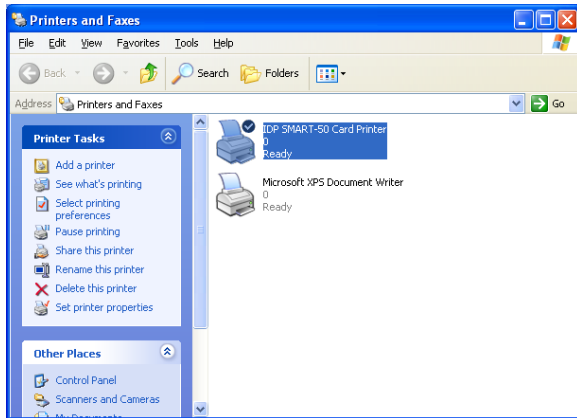 Printers and Faxes
File Edit View Favorites Tools Help
Back Search Folders
Address Printers and Faxes Go
Printer Tasks
Add a printer
See what's printing
Select printing
preferences
Pause printing
Share this printer
Rename this printer
Delete this printer
Set printer properties
Other Places
Control Panel
Scanners and Cameras
My Documents
IDP SMART-50 Card Printer
0
Ready
Microsoft XPS Document Writer
0
Ready